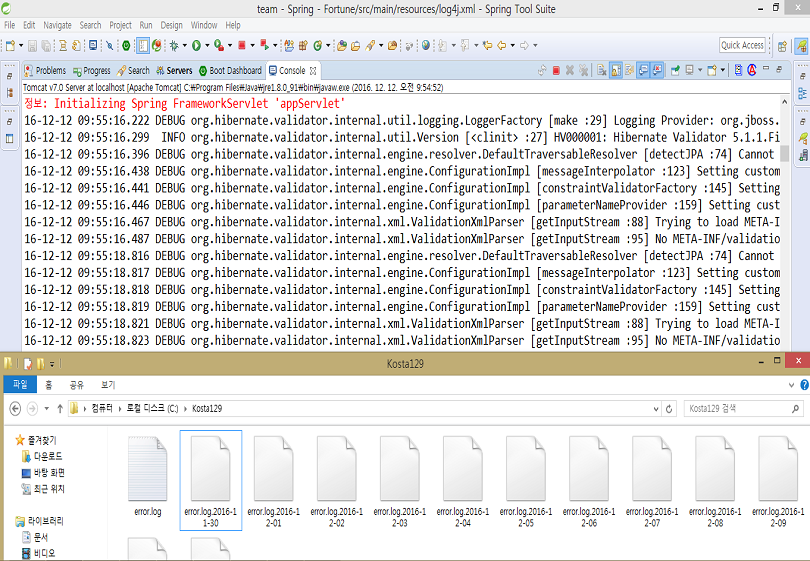 team - Spring - Fortune/src/main/resources/log4j.xml - Spring Tool Suite
File Edit Navigate Search Project Run Design Window Help
Quick Access
Problems Progress Search Servers Boot Dashboard Console
Tomcat v7.0 Server at localhost [Apache Tomcat] C:₩Program Files₩Java₩jre1.8.0_91₩bin₩javaw.exe (2016. 12. 12. 오전 9:54:52)
정보: Initializing Spring FrameworkServlet 'appServlet'
16-12-12 09:55:16.222 DEBUG org.hibernate.validator.internal.util.logging.LoggerFactory [make :29] Logging Provider: org.jboss.
16-12-12 09:55:16.299 INFO org.hibernate.validator.internal.util.Version [<clinit> :27] HV000001: Hibernate Validator 5.1.1.Fi
16-12-12 09:55:16.396 DEBUG org.hibernate.validator.internal.engine.resolver.DefaultTraversableResolver [detectJPA :74] Cannot
16-12-12 09:55:16.438 DEBUG org.hibernate.validator.internal.engine.ConfigurationImpl [messageInterpolator :123] Setting custom
16-12-12 09:55:16.441 DEBUG org.hibernate.validator.internal.engine.ConfigurationImpl [constraintValidatorFactory :145] Setting
16-12-12 09:55:16.446 DEBUG org.hibernate.validator.internal.engine.ConfigurationImpl [parameterNameProvider :159] Setting cust
16-12-12 09:55:16.467 DEBUG org.hibernate.validator.internal.xml.ValidationXmlParser [getInputStream :88] Trying to load META-I
16-12-12 09:55:16.487 DEBUG org.hibernate.validator.internal.xml.ValidationXmlParser [getInputStream :95] No META-INF/validatio
16-12-12 09:55:18.816 DEBUG org.hibernate.validator.internal.engine.resolver.DefaultTraversableResolver [detectJPA :74] Cannot
16-12-12 09:55:18.817 DEBUG org.hibernate.validator.internal.engine.ConfigurationImpl [messageInterpolator :123] Setting custom
16-12-12 09:55:18.818 DEBUG org.hibernate.validator.internal.engine.ConfigurationImpl [constraintValidatorFactory :145] Setting
16-12-12 09:55:18.819 DEBUG org.hibernate.validator.internal.engine.ConfigurationImpl [parameterNameProvider :159] Setting cust
16-12-12 09:55:18.821 DEBUG org.hibernate.validator.internal.xml.ValidationXmlParser [getInputStream :88] Trying to load META-I
16-12-12 09:55:18.823 DEBUG org.hibernate.validator.internal.xml.ValidationXmlParser [getInputStream :95] No META-INF/validatio
Kosta129
파일 홈 공유 보기
컴퓨터 로컬 디스크 (C:) Kosta129
Kosta129 검색
즐겨찾기
다운로드
바탕 화면
최근 위치
라이브러리
문서
비디오
error.log
error.log.2016-11-30
error.log.2016-12-01
error.log.2016-12-02
error.log.2016-12-03
error.log.2016-12-04
error.log.2016-12-05
error.log.2016-12-06
error.log.2016-12-07
error.log.2016-12-08
error.log.2016-12-09